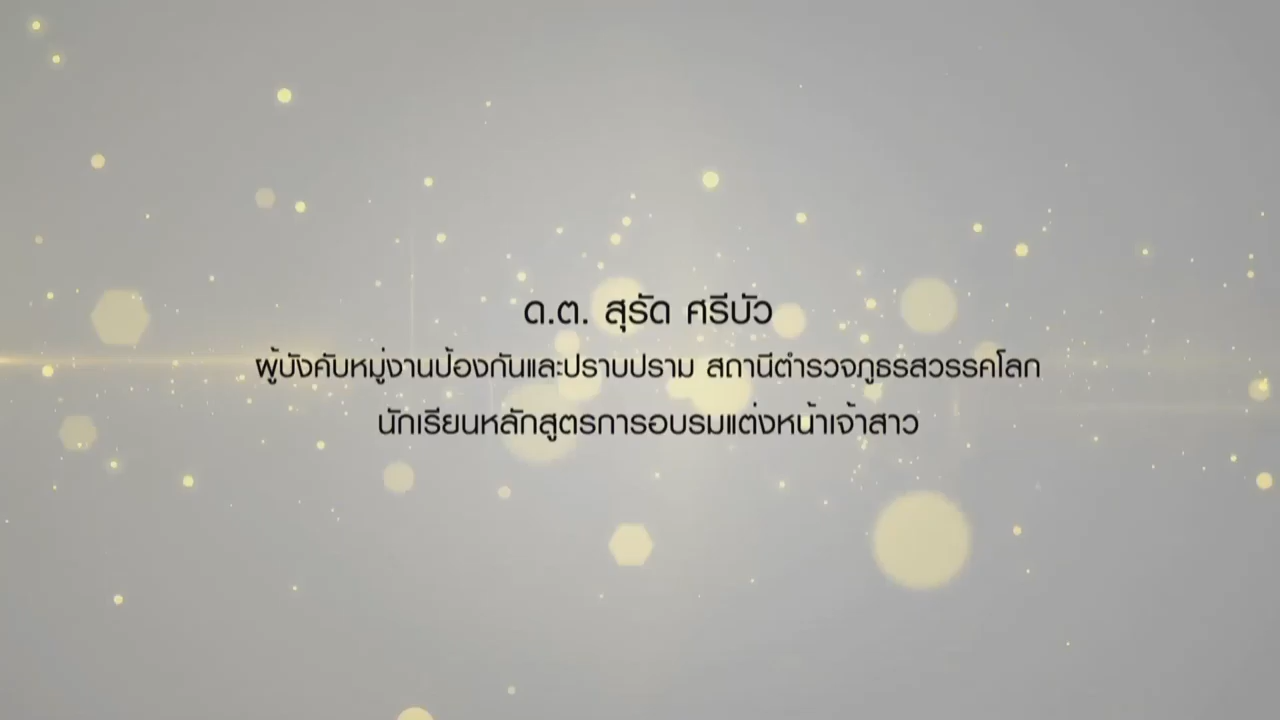 ด.ต. สุรัด ศรีบัว
ผู้บังคับหมู่งานป้องกันและปราบปราม สถานีตำรวจภูธรสวรรคโลก
นักเรียนหลักสูตรการอบรมแต่งหน้าเจ้าสาว